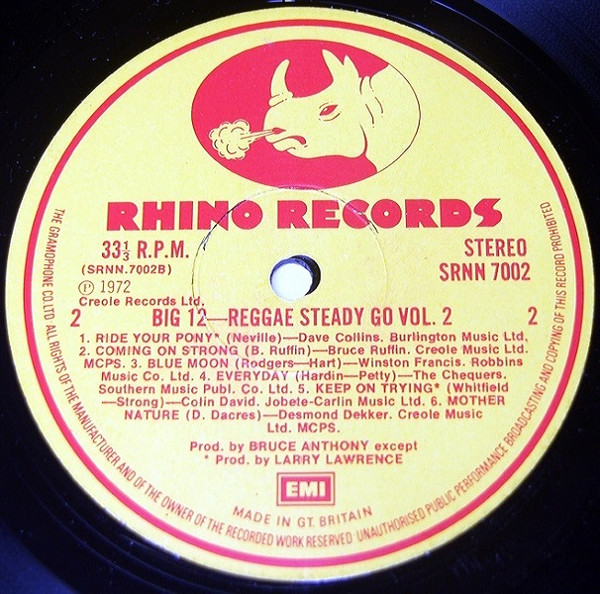 RHINO RECORDS
33⅓ R.P.M.
STEREO
(SRNN.7002B)
SRNN 7002
Ⓟ 1972
Creole Records Ltd.
2 BIG 12—REGGAE STEADY GO VOL. 2 2
1. RIDE YOUR PONY* (Neville)—Dave Collins. Burlington Music Ltd.
2. COMING ON STRONG (B. Ruffin)—Bruce Ruffin. Creole Music Ltd.
MCPS. 3. BLUE MOON (Rodgers—Hart)—Winston Francis. Robbins
Music Co. Ltd. 4. EVERYDAY (Hardin—Petty)—The Chequers.
Southern Music Publ. Co. Ltd. 5. KEEP ON TRYING* (Whitfield
—Strong)—Colin David. Jobete-Carlin Music Ltd. 6. MOTHER
NATURE (D. Dacres)—Desmond Dekker. Creole Music
Ltd. MCPS.
Prod. by BRUCE ANTHONY except
* Prod. by LARRY LAWRENCE
EMI
MADE IN GT. BRITAIN
THE GRAMOPHONE CO. LTD. ALL RIGHTS OF THE MANUFACTURER AND OF THE OWNER OF THE RECORDED WORK RESERVED UNAUTHORISED PUBLIC PERFORMANCE BROADCASTING AND COPYING OF THIS RECORD PROHIBITED